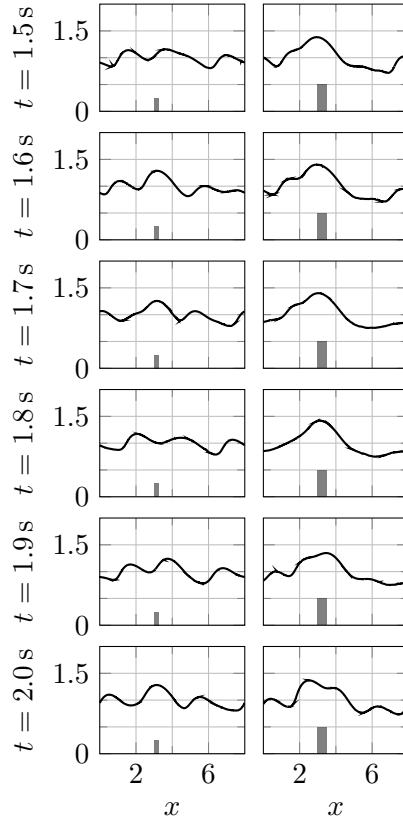 t = 1.5 s
1.5
0
t = 1.6 s
1.5
0
t = 1.7 s
1.5
0
t = 1.8 s
1.5
0
t = 1.9 s
1.5
0
t = 2.0 s
1.5
0
2 6 2 6
x x